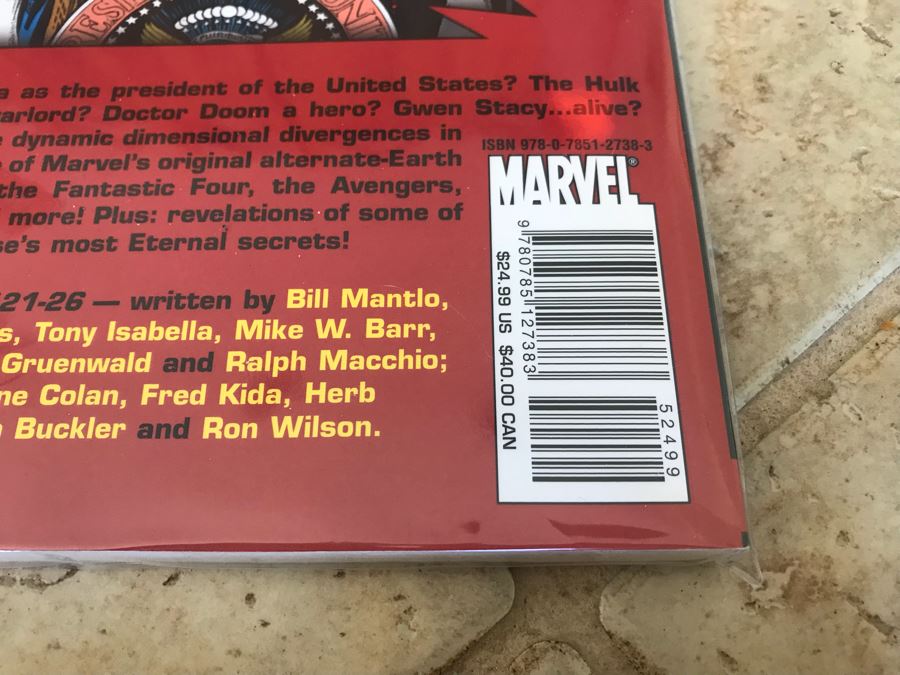 a as the president of the United States? The Hulk
arlord? Doctor Doom a hero? Gwen Stacy...alive?
dynamic dimensional divergences in
of Marvel's original alternate-Earth
the Fantastic Four, the Avengers,
more! Plus: revelations of some of
se's most Eternal secrets!
21-26 — written by Bill Mantlo,
s, Tony Isabella, Mike W. Barr,
Gruenwald and Ralph Macchio;
ne Colan, Fred Kida, Herb
Buckler and Ron Wilson.
ISBN 978-0-7851-2738-3
MARVEL®
9 780785 127383
$24.99 US $40.00 CAN
52499